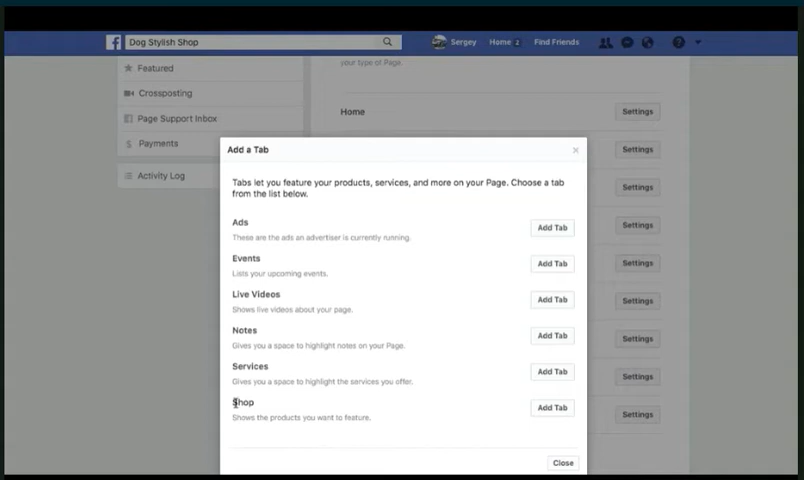 Dog Stylish Shop
Sergey
Home 2
Find Friends
Featured
Crossposting
Page Support Inbox
Payments
Activity Log
your type of Page.
Home
Settings
Settings
Settings
Settings
Settings
Settings
Settings
Settings
Settings
Add a Tab
Tabs let you feature your products, services, and more on your Page. Choose a tab
from the list below.
Ads
These are the ads an advertiser is currently running.
Add Tab
Events
Lists your upcoming events.
Add Tab
Live Videos
Shows live videos about your page.
Add Tab
Notes
Gives you a space to highlight notes on your Page.
Add Tab
Services
Gives you a space to highlight the services you offer.
Add Tab
Shop
Shows the products you want to feature.
Add Tab
Close